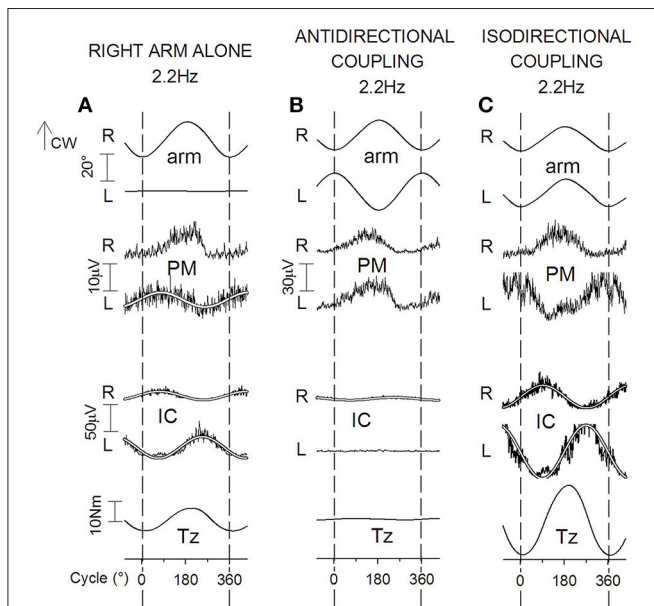 RIGHT ARM ALONE
2.2Hz
ANTIDIRECTIONAL
COUPLING
2.2Hz
ISODIRECTIONAL
COUPLING
2.2Hz
A
B
C
CW
20°
R
arm
L
R
arm
L
R
arm
L
10µV
R
PM
L
30µV
R
PM
L
R
PM
L
50µV
R
IC
L
R
IC
L
R
IC
L
10Nm
Tz
Tz
Tz
Cycle (°) 0 180 360
0 180 360
0 180 360